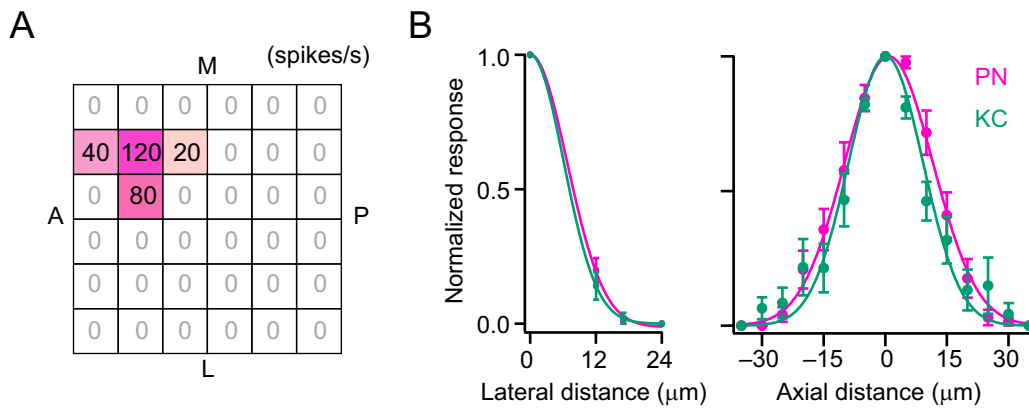 A
(spikes/s)
M
0 0 0 0 0 0
40 120 20 0 0 0
0 80 0 0 0 0
A
P
0 0 0 0 0 0
0 0 0 0 0 0
0 0 0 0 0 0
L
B
Normalized response
1.0
0.5
0.0
0 12 24
Lateral distance (μm)
PN
KC
–30 –15 0 15 30
Axial distance (μm)